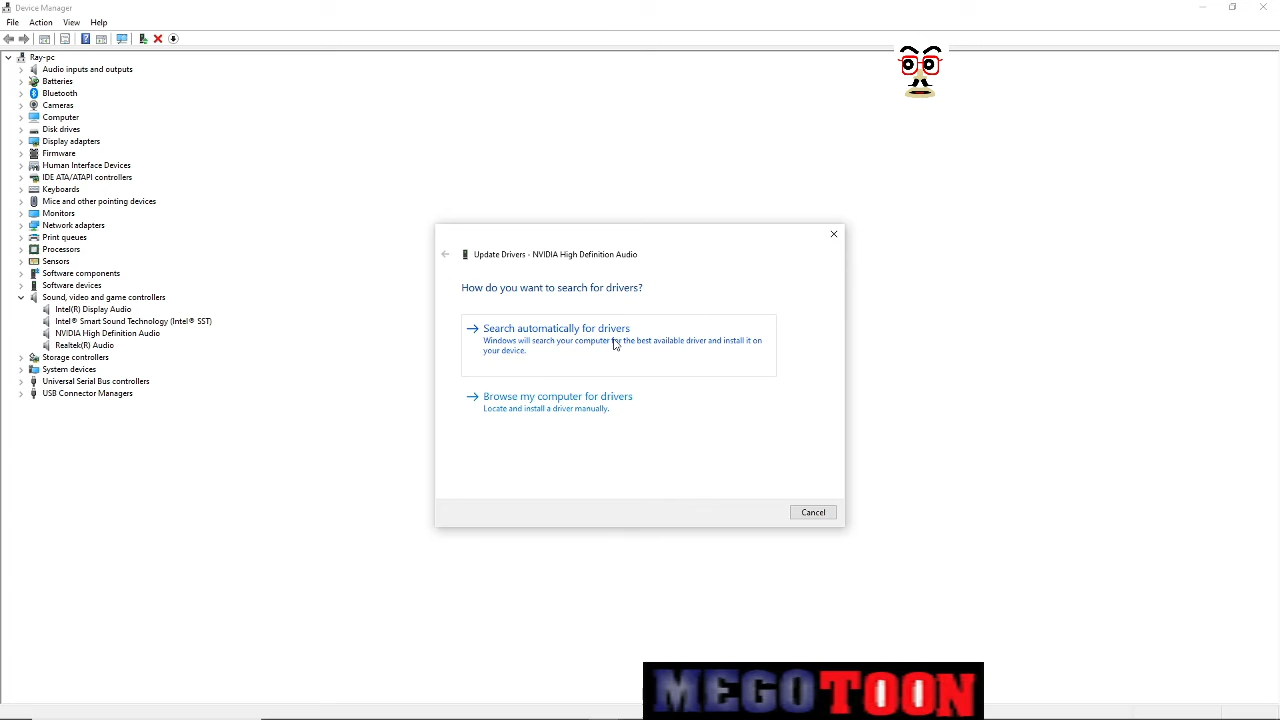 Device Manager
File Action View Help
Ray-pc
Audio inputs and outputs
Batteries
Bluetooth
Cameras
Computer
Disk drives
Display adapters
Firmware
Human Interface Devices
IDE ATA/ATAPI controllers
Keyboards
Mice and other pointing devices
Monitors
Network adapters
Print queues
Processors
Sensors
Software components
Software devices
Sound, video and game controllers
Intel(R) Display Audio
Intel® Smart Sound Technology (Intel® SST)
NVIDIA High Definition Audio
Realtek(R) Audio
Storage controllers
System devices
Universal Serial Bus controllers
USB Connector Managers
Update Drivers - NVIDIA High Definition Audio
How do you want to search for drivers?
Search automatically for drivers
Windows will search your computer for the best available driver and install it on
your device.
Browse my computer for drivers
Locate and install a driver manually.
Cancel
MEGOTOON